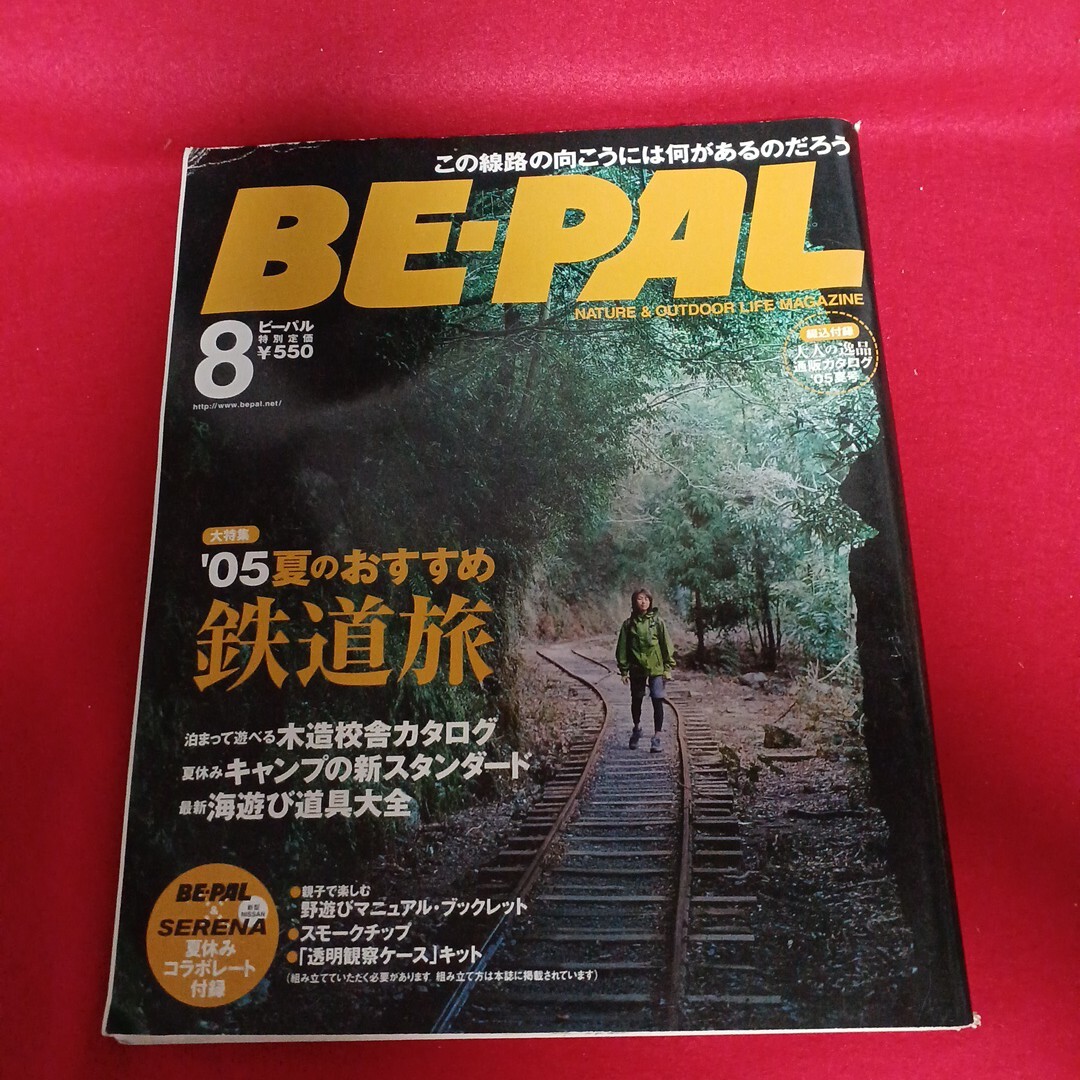 この線路の向こうには何があるのだろう
BE-PAL
NATURE & OUTDOOR LIFE MAGAZINE
8
ビーパル
特別定価
¥550
http://www.bepal.net/
綴込付録
大人の逸品
通販カタログ
'05夏号
大特集
'05夏のおすすめ
鉄道旅
泊まって遊べる木造校舎カタログ
夏休みキャンプの新スタンダード
最新海遊び道具大全
BE-PAL
&
新型
NISSAN
SERENA
夏休み
コラボレート
付録
●親子で楽しむ
野遊びマニュアル・ブックレット
●スモークチップ
●「透明観察ケース」キット
(組み立てていただく必要があります。組み立て方は本誌に掲載されています)